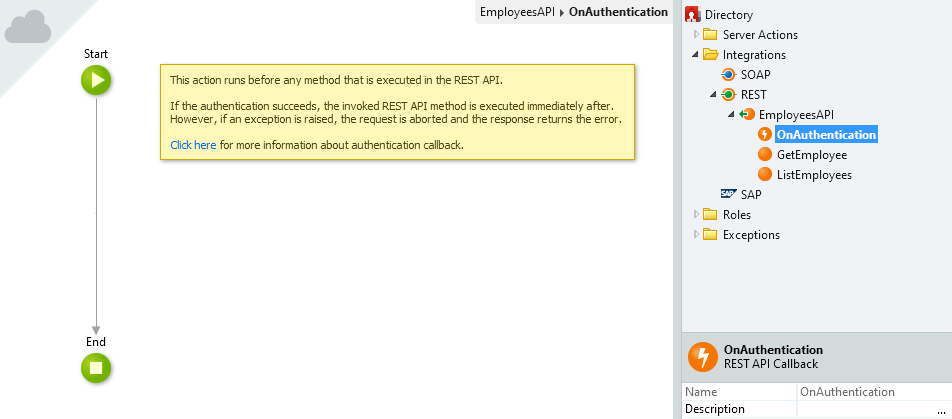 EmployeesAPI ▸ OnAuthentication
Start
This action runs before any method that is executed in the REST API.
If the authentication succeeds, the invoked REST API method is executed immediately after.
However, if an exception is raised, the request is aborted and the response returns the error.
Click here for more information about authentication callback.
End
Directory
Server Actions
Integrations
SOAP
REST
EmployeesAPI
OnAuthentication
GetEmployee
ListEmployees
SAP SAP
Roles
Exceptions
OnAuthentication
REST API Callback
Name OnAuthentication
Description ...